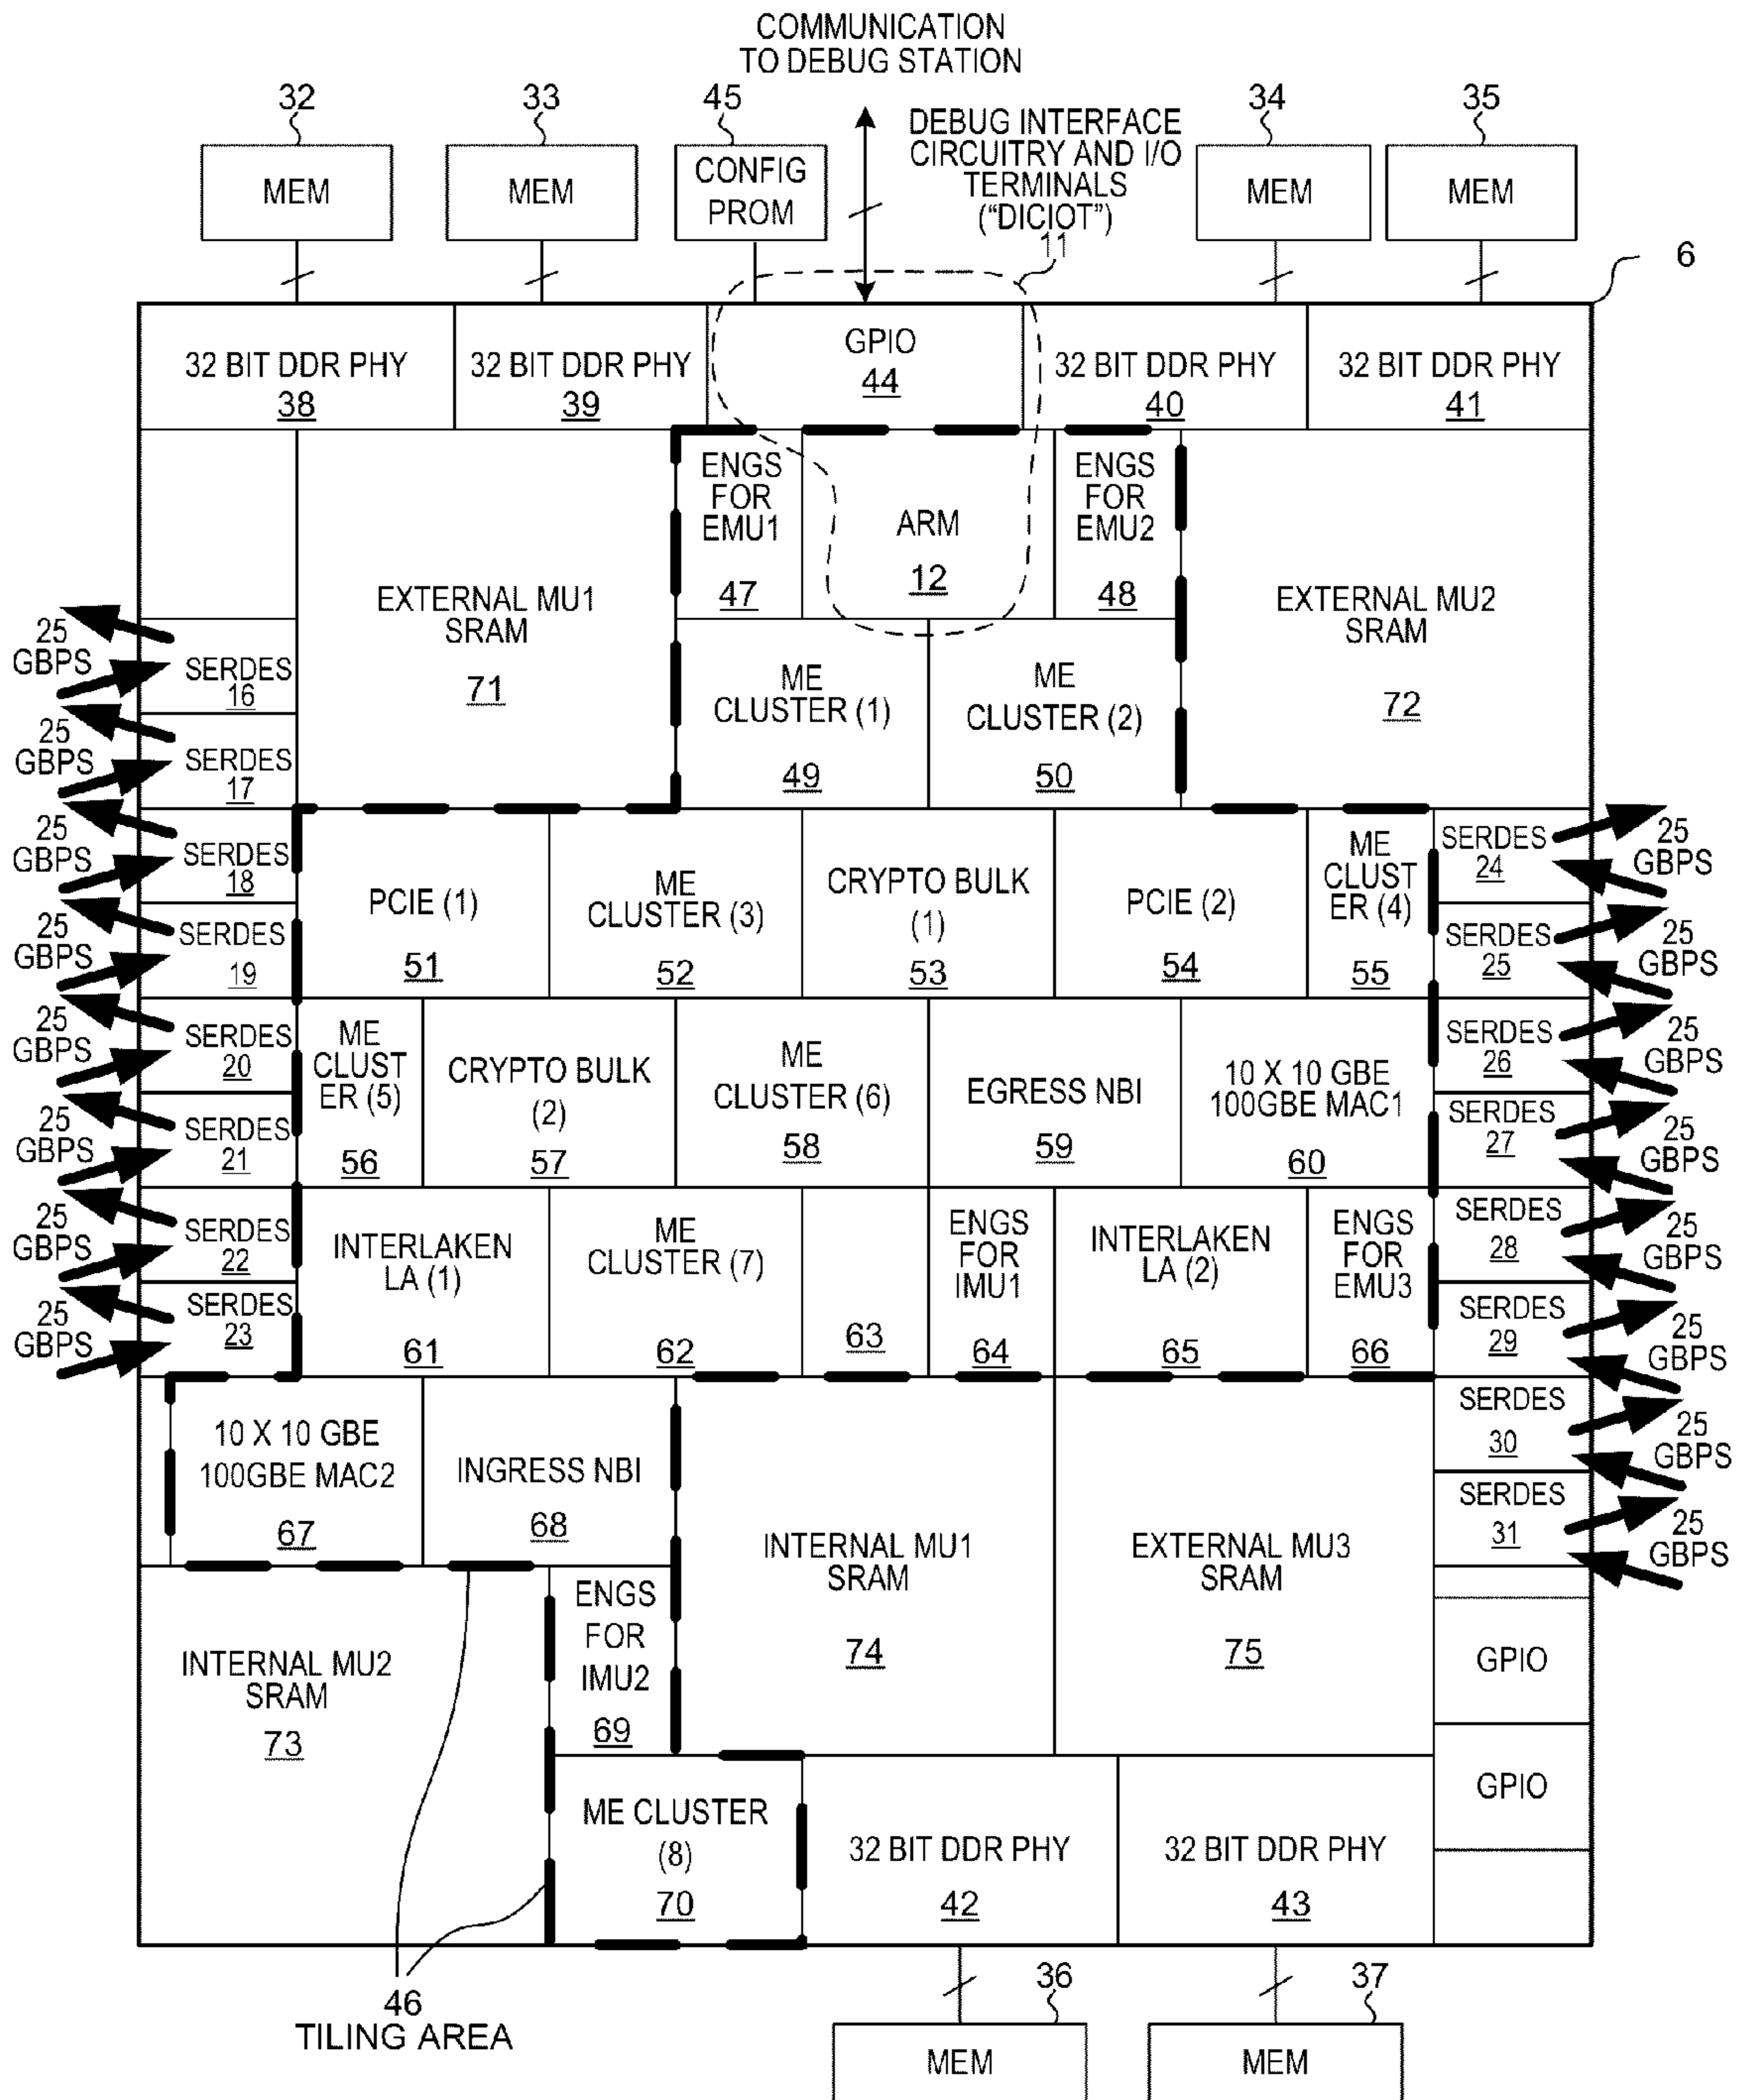 COMMUNICATION
TO DEBUG STATION
32
33
45
34
35
DEBUG INTERFACE
CIRCUITRY AND I/O
TERMINALS
("DICIOT")
11
MEM
MEM
CONFIG
PROM
MEM
MEM
6
32 BIT DDR PHY
38
32 BIT DDR PHY
39
GPIO
44
32 BIT DDR PHY
40
32 BIT DDR PHY
41
EXTERNAL MU1
SRAM
71
ENGS
FOR
EMU1
47
ARM
12
ENGS
FOR
EMU2
48
EXTERNAL MU2
SRAM
72
ME
CLUSTER (1)
49
ME
CLUSTER (2)
50
25
GBPS
SERDES
16
25
GBPS
SERDES
17
25
GBPS
SERDES
18
25
GBPS
SERDES
19
PCIE (1)
51
ME
CLUSTER (3)
52
CRYPTO BULK
(1)
53
PCIE (2)
54
ME
CLUST
ER (4)
55
SERDES
24
25
GBPS
SERDES
25
25
GBPS
25
GBPS
SERDES
20
25
GBPS
SERDES
21
ME
CLUST
ER (5)
56
CRYPTO BULK
(2)
57
ME
CLUSTER (6)
58
EGRESS NBI
59
10 X 10 GBE
100GBE MAC1
60
SERDES
26
25
GBPS
SERDES
27
25
GBPS
25
GBPS
SERDES
22
25
GBPS
SERDES
23
INTERLAKEN
LA (1)
61
ME
CLUSTER (7)
62
63
ENGS
FOR
IMU1
64
INTERLAKEN
LA (2)
65
ENGS
FOR
EMU3
66
SERDES
28
25
GBPS
SERDES
29
25
GBPS
10 X 10 GBE
100GBE MAC2
67
INGRESS NBI
68
INTERNAL MU1
SRAM
74
EXTERNAL MU3
SRAM
75
SERDES
30
25
GBPS
SERDES
31
25
GBPS
INTERNAL MU2
SRAM
73
ENGS
FOR
IMU2
69
GPIO
GPIO
ME CLUSTER
(8)
70
32 BIT DDR PHY
42
32 BIT DDR PHY
43
46
TILING AREA
36
37
MEM
MEM